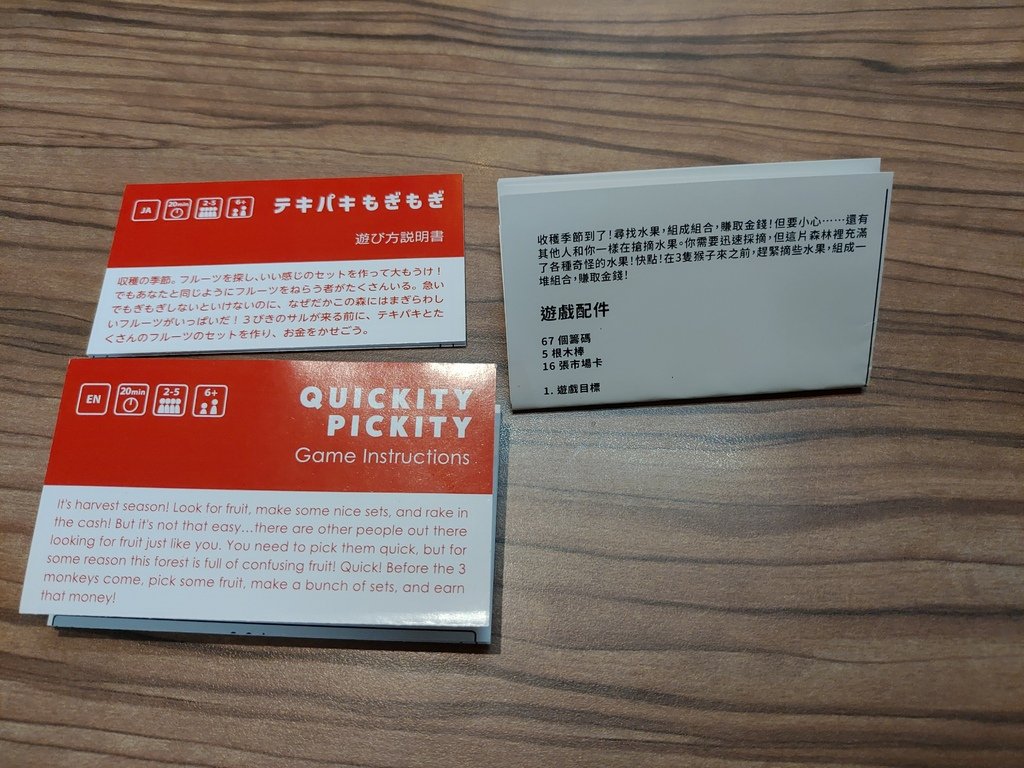 JA
20min
2-5
6+
テキパキもぎもぎ
遊び方説明書
収穫の季節。フルーツを探し、いい感じのセットを作って大もうけ！
でもあなたと同じようにフルーツをねらう者がたくさんいる。急い
でもぎもぎしないといけないのに、なぜだかこの森にはまぎらわし
いフルーツがいっぱいだ！３びきのサルが来る前に、テキパキとた
くさんのフルーツのセットを作り、お金をかせごう。
EN
20min
2-5
6+
QUICKITY
PICKITY
Game Instructions
It's harvest season! Look for fruit, make some nice sets, and rake in
the cash! But it's not that easy...there are other people out there
looking for fruit just like you. You need to pick them quick, but for
some reason this forest is full of confusing fruit! Quick! Before the 3
monkeys come, pick some fruit, make a bunch of sets, and earn
that money!
收穫季節到了！尋找水果，組成組合，賺取金錢！但要小心……還有
其他人和你一樣在搶摘水果。你需要迅速採摘，但這片森林裡充滿
了各種奇怪的水果！快點！在3隻猴子來之前，趕緊摘些水果，組成一
堆組合，賺取金錢！
遊戲配件
67 個籌碼
5 根木棒
16 張市場卡
1. 遊戲目標